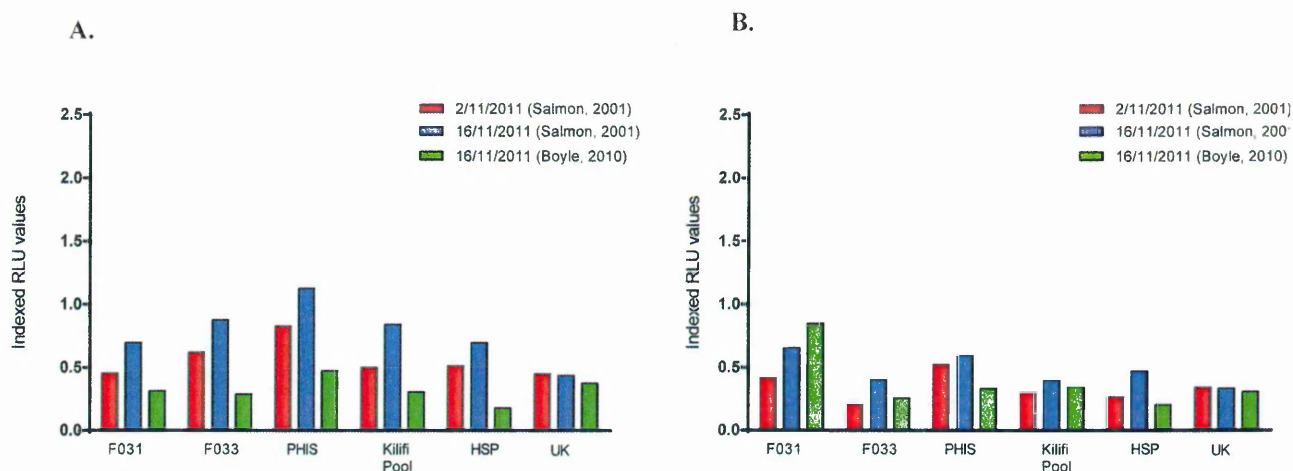 A.
2/11/2011 (Salmon, 2001)
16/11/2011 (Salmon, 2001)
16/11/2011 (Boyle, 2010)
Indexed RLU values
2.5
2.0
1.5
1.0
0.5
0.0
F031
F033
PHIS
Kilifi
Pool
HSP
UK
B.
2/11/2011 (Salmon, 2001)
16/11/2011 (Salmon, 200
16/11/2011 (Boyle, 2010)
Indexed RLU values
2.5
2.0
1.5
1.0
0.5
0.0
F031
F033
PHIS
Kilifi
Pool
HSP
UK